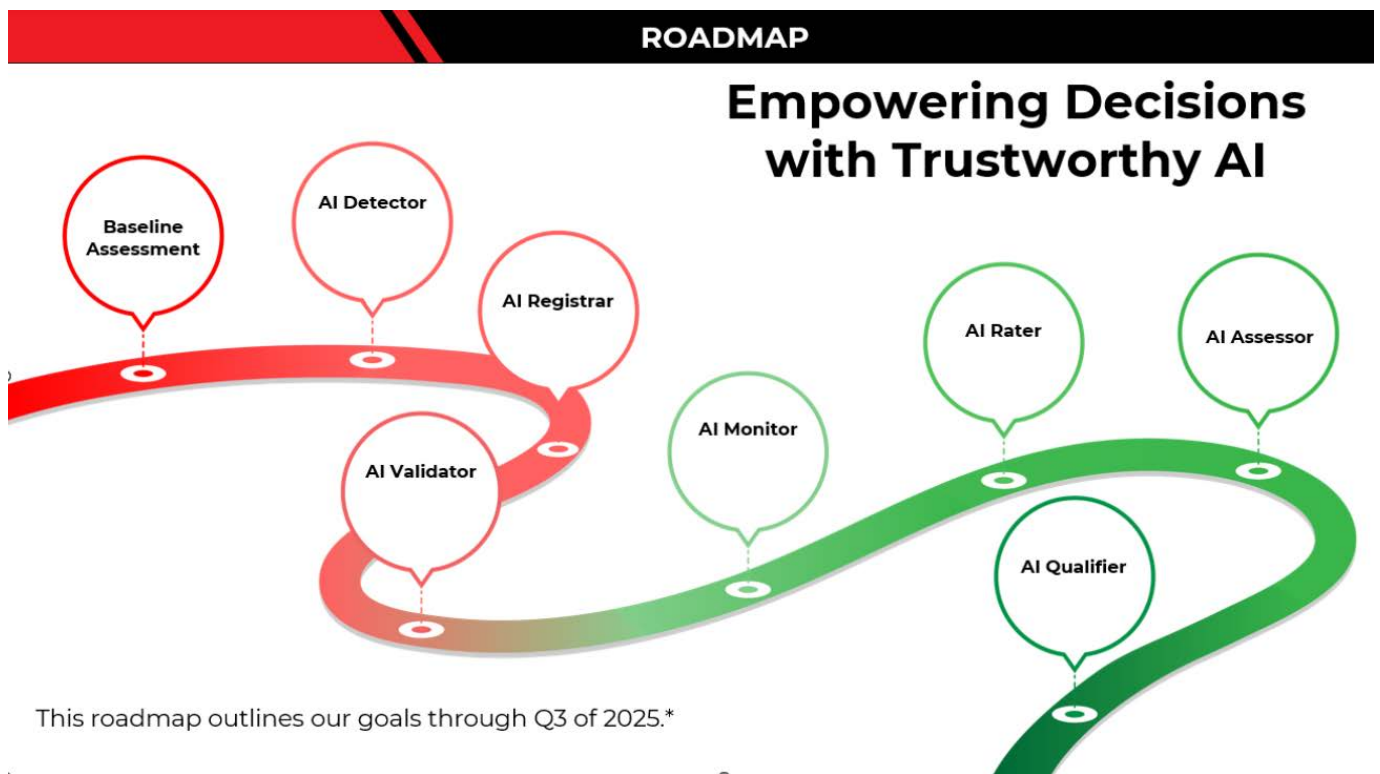 ROADMAP
Empowering Decisions
with Trustworthy AI
Baseline
Assessment
AI Detector
AI Registrar
AI Validator
AI Monitor
AI Rater
AI Assessor
AI Qualifier
This roadmap outlines our goals through Q3 of 2025.*